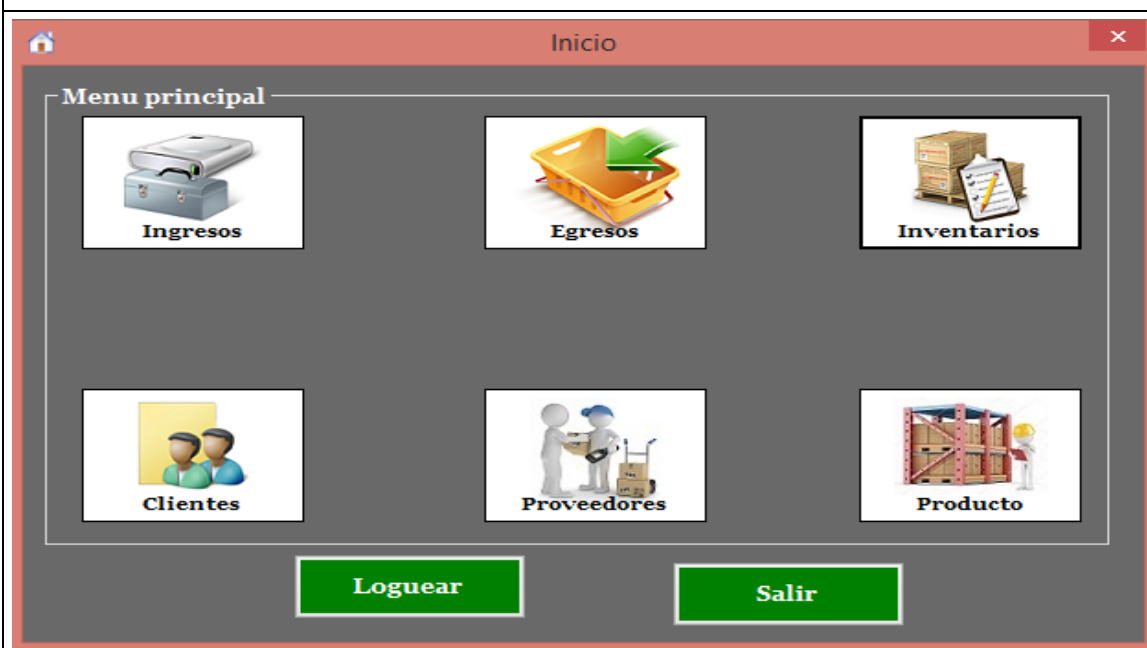 Inicio
Menu principal
Ingresos
Egresos
Inventarios
Clientes
Proveedores
Producto
Loguear
Salir